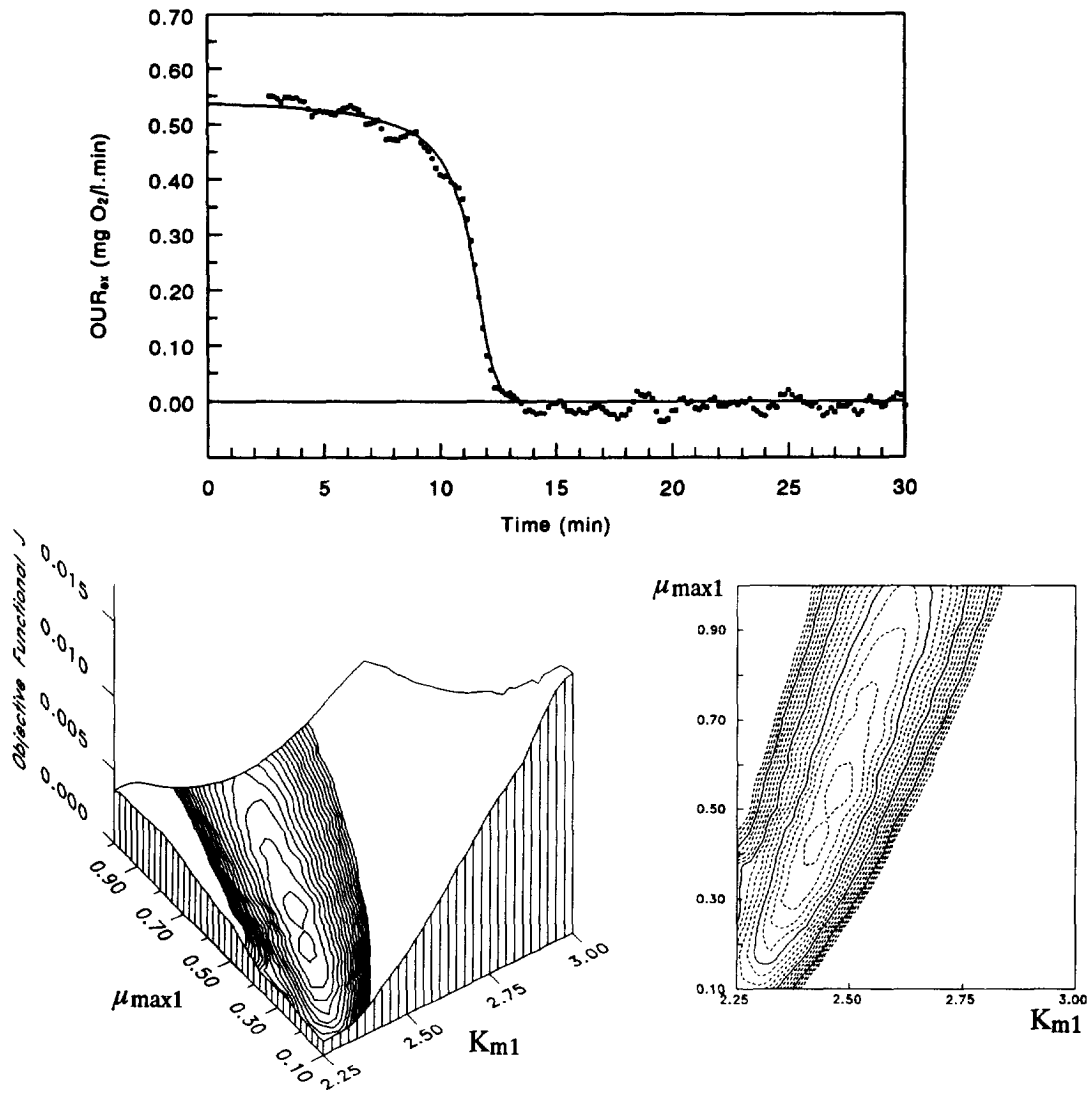 0.70
0.60
0.50
0.40
0.30
0.20
0.10
0.00
OURex (mg O2/l.min)
0 5 10 15 20 25 30
Time (min)
Objective Functional J
0.015
0.010
0.005
0.000
0.90
0.70
0.50
0.30
0.10
μmax1
2.25
2.50
2.75
3.00
Km1
μmax1
0.90
0.70
0.50
0.30
0.10
2.25 2.50 2.75 3.00
Km1